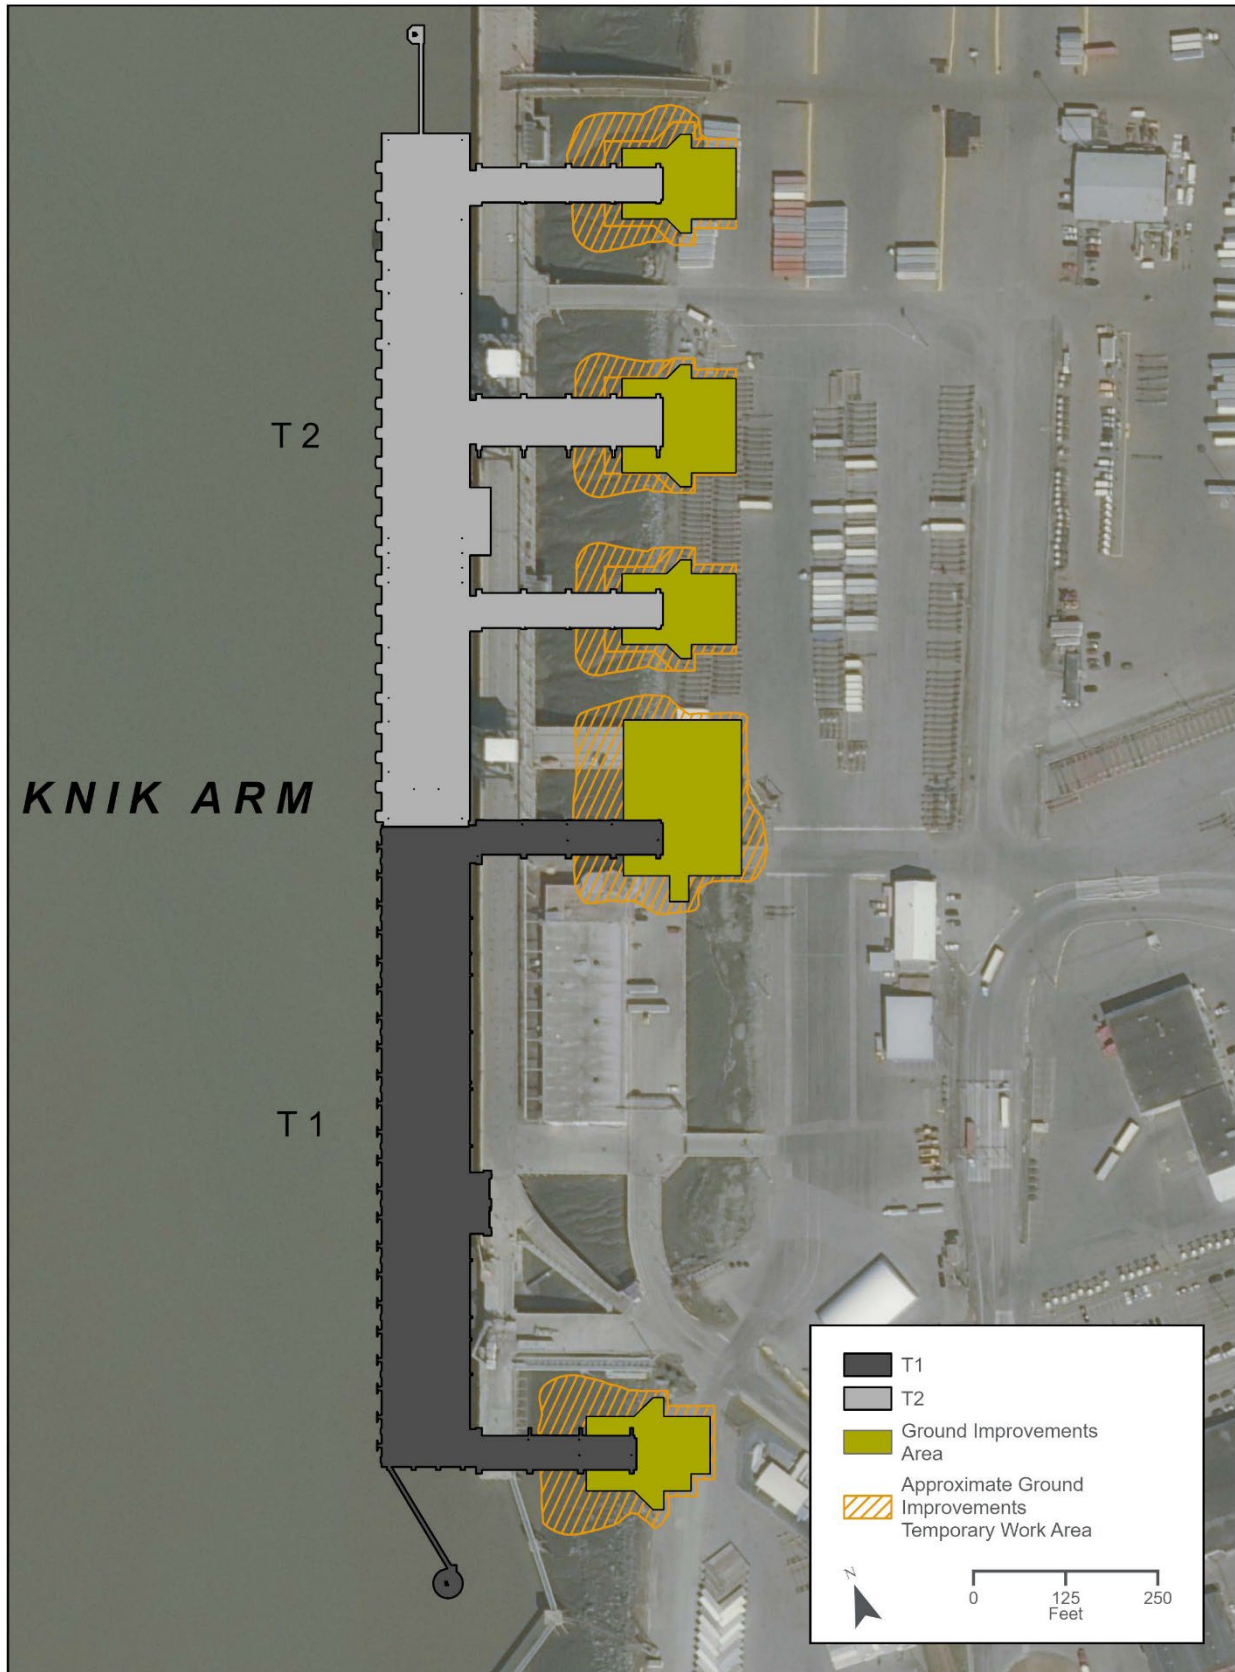 T 2
KNIK ARM
T 1
T1
T2
Ground Improvements
Area
Approximate Ground
Improvements
Temporary Work Area
N
0 125 250
Feet